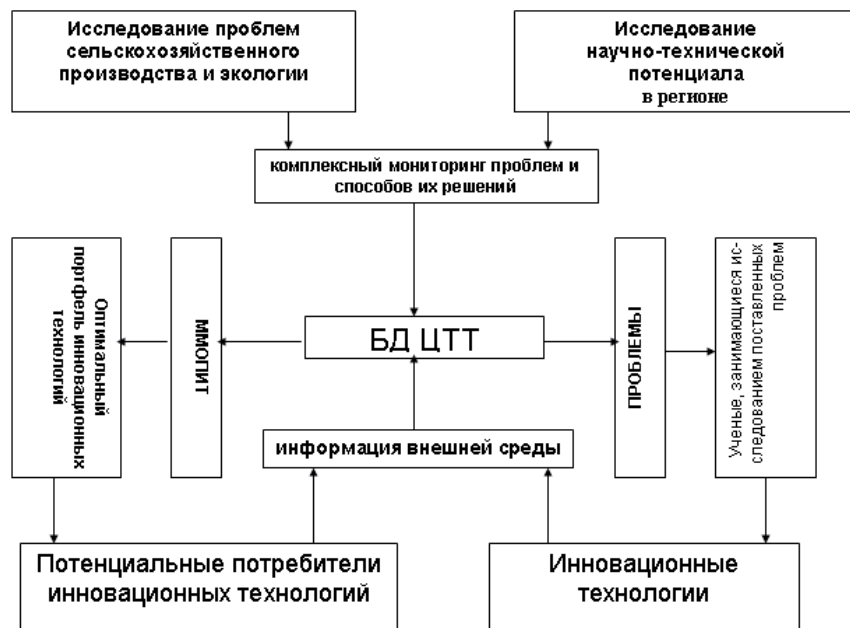 Исследование проблем
сельскохозяйственного
производства и экологии
Исследование
научно-технической
потенциала
в регионе
комплексный мониторинг проблем и
способов их решений
Оптимальный
портфель инновационных
технологий
ММОПИТ
БД ЦТТ
ПРОБЛЕМЫ
Ученые, занимающиеся ис-
следованием поставленных
проблем
информация внешней среды
Потенциальные потребители
инновационных технологий
Инновационные
технологии